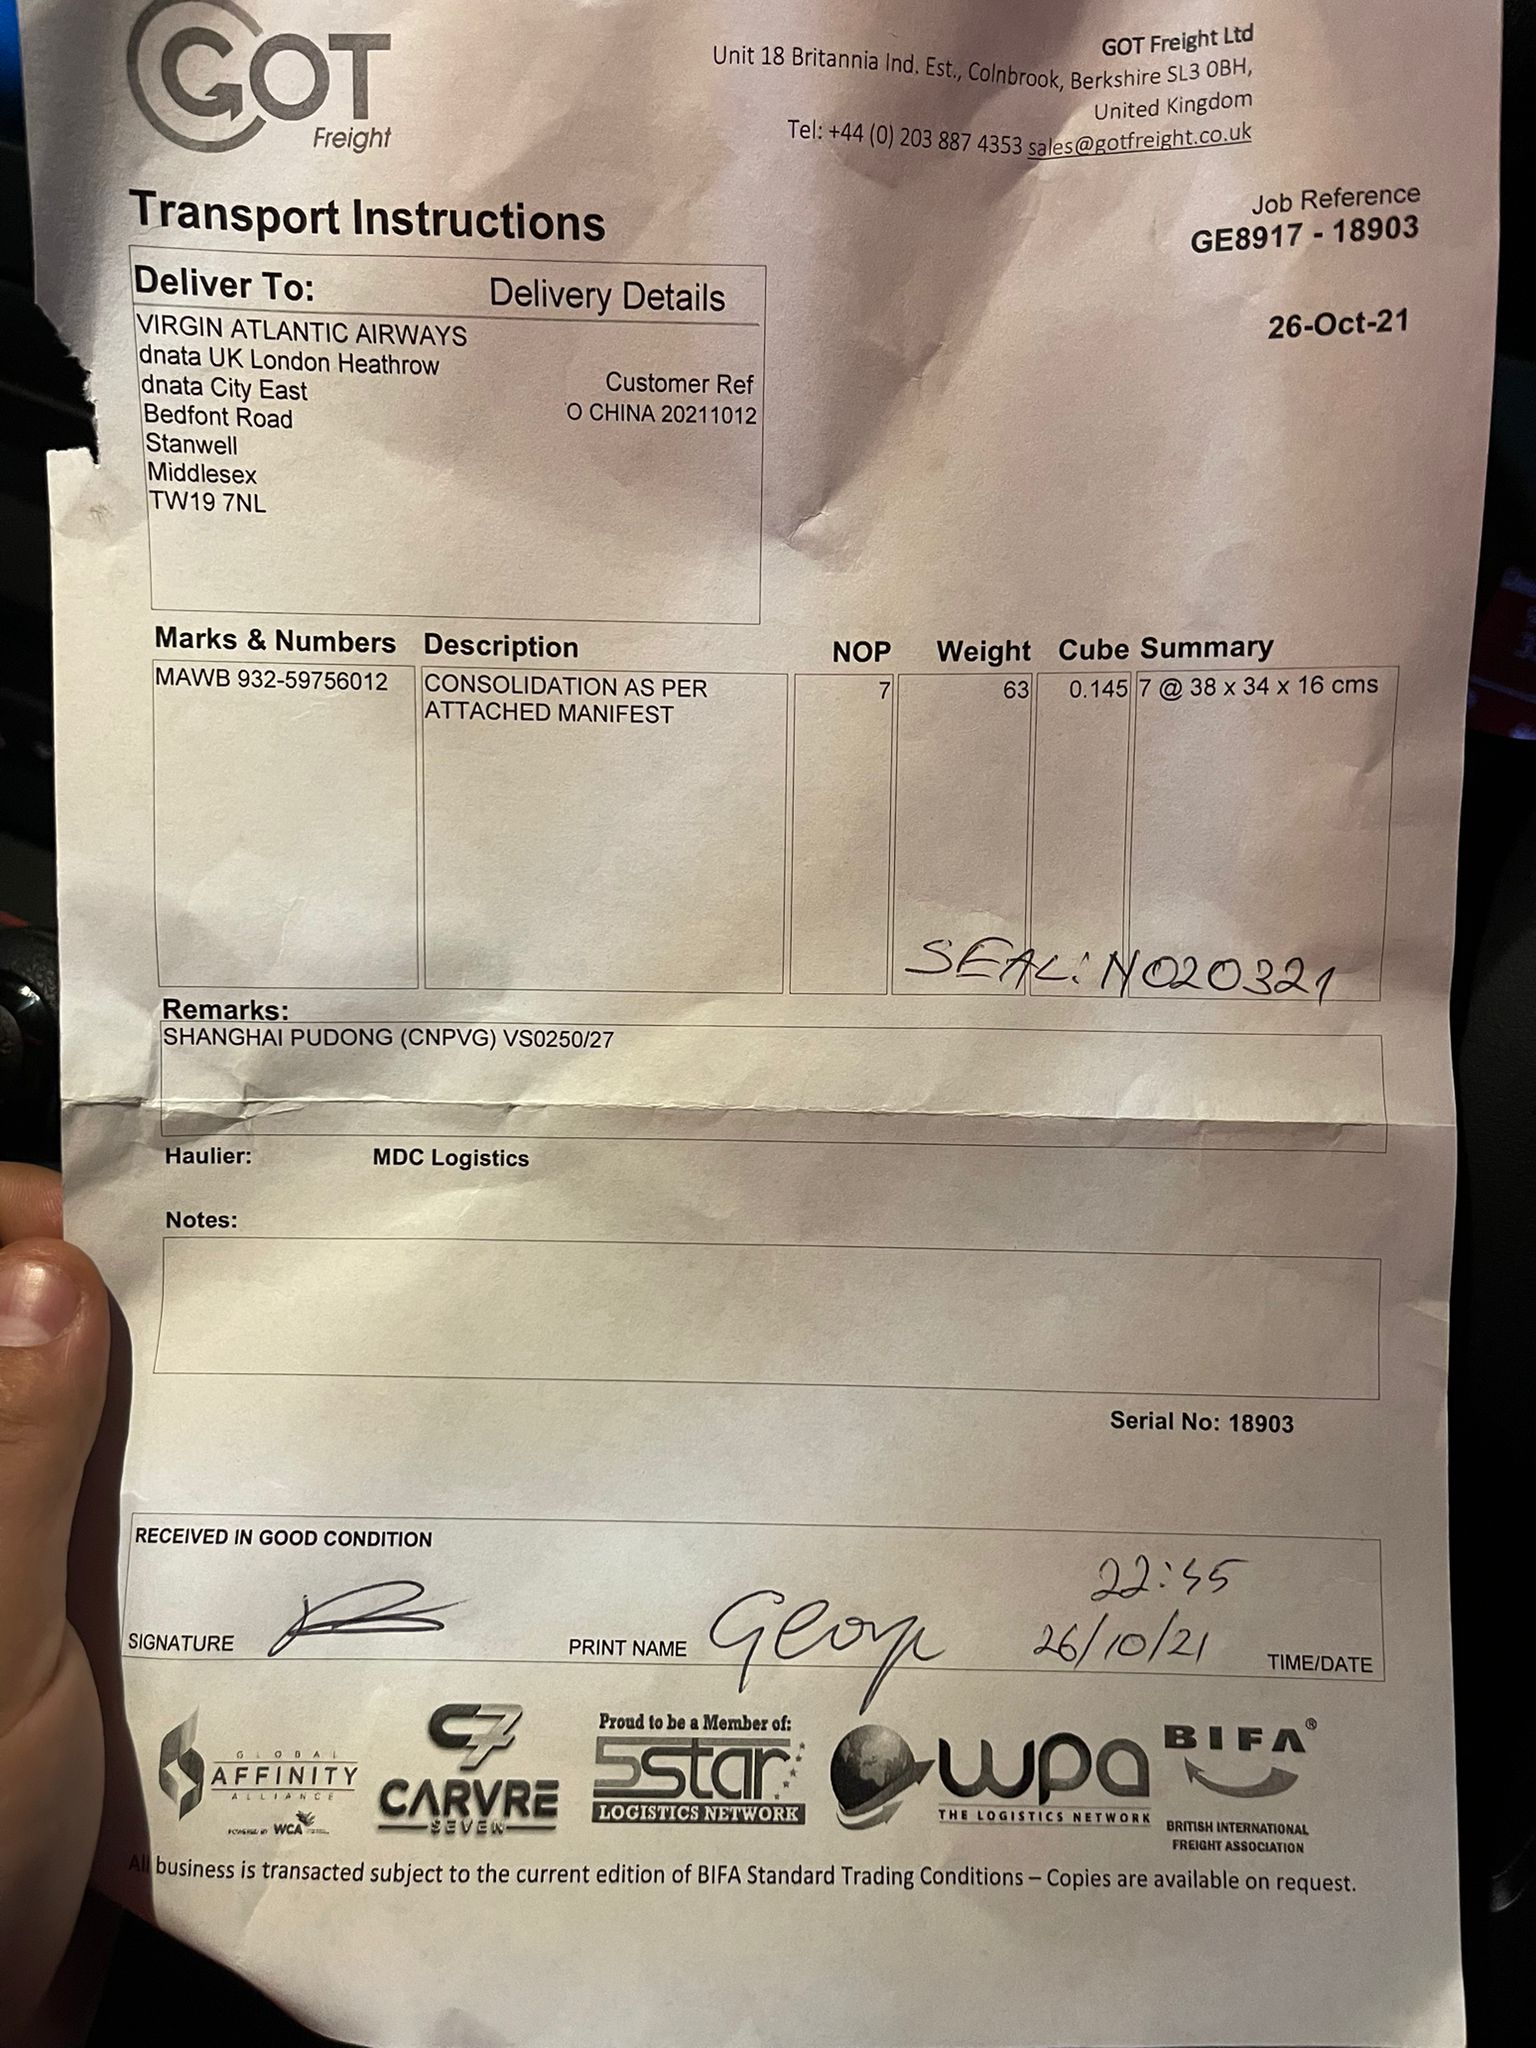 GOT
Freight
GOT Freight Ltd
Unit 18 Britannia Ind. Est., Colnbrook, Berkshire SL3 0BH,
United Kingdom
Tel: +44 (0) 203 887 4353 sales@gotfreight.co.uk
Transport Instructions
Job Reference
GE8917 - 18903
26-Oct-21
Deliver To: Delivery Details
VIRGIN ATLANTIC AIRWAYS
dnata UK London Heathrow
dnata City East
Bedfont Road
Stanwell
Middlesex
TW19 7NL
Customer Ref
O CHINA 20211012
Marks & Numbers Description NOP Weight Cube Summary
MAWB 932-59756012 CONSOLIDATION AS PER 7 63 0.145 7 @ 38 x 34 x 16 cms
ATTACHED MANIFEST
SEAL: N020321
Remarks:
SHANGHAI PUDONG (CNPVG) VS0250/27
Haulier: MDC Logistics
Notes:
Serial No: 18903
RECEIVED IN GOOD CONDITION
22:55
SIGNATURE PRINT NAME George 26/10/21 TIME/DATE
GLOBAL
AFFINITY
ALLIANCE
POWERED BY WCA
C7
CARVRE
SEVEN
Proud to be a Member of:
5star
LOGISTICS NETWORK
wpa
THE LOGISTICS NETWORK
BIFA®
BRITISH INTERNATIONAL
FREIGHT ASSOCIATION
All business is transacted subject to the current edition of BIFA Standard Trading Conditions – Copies are available on request.